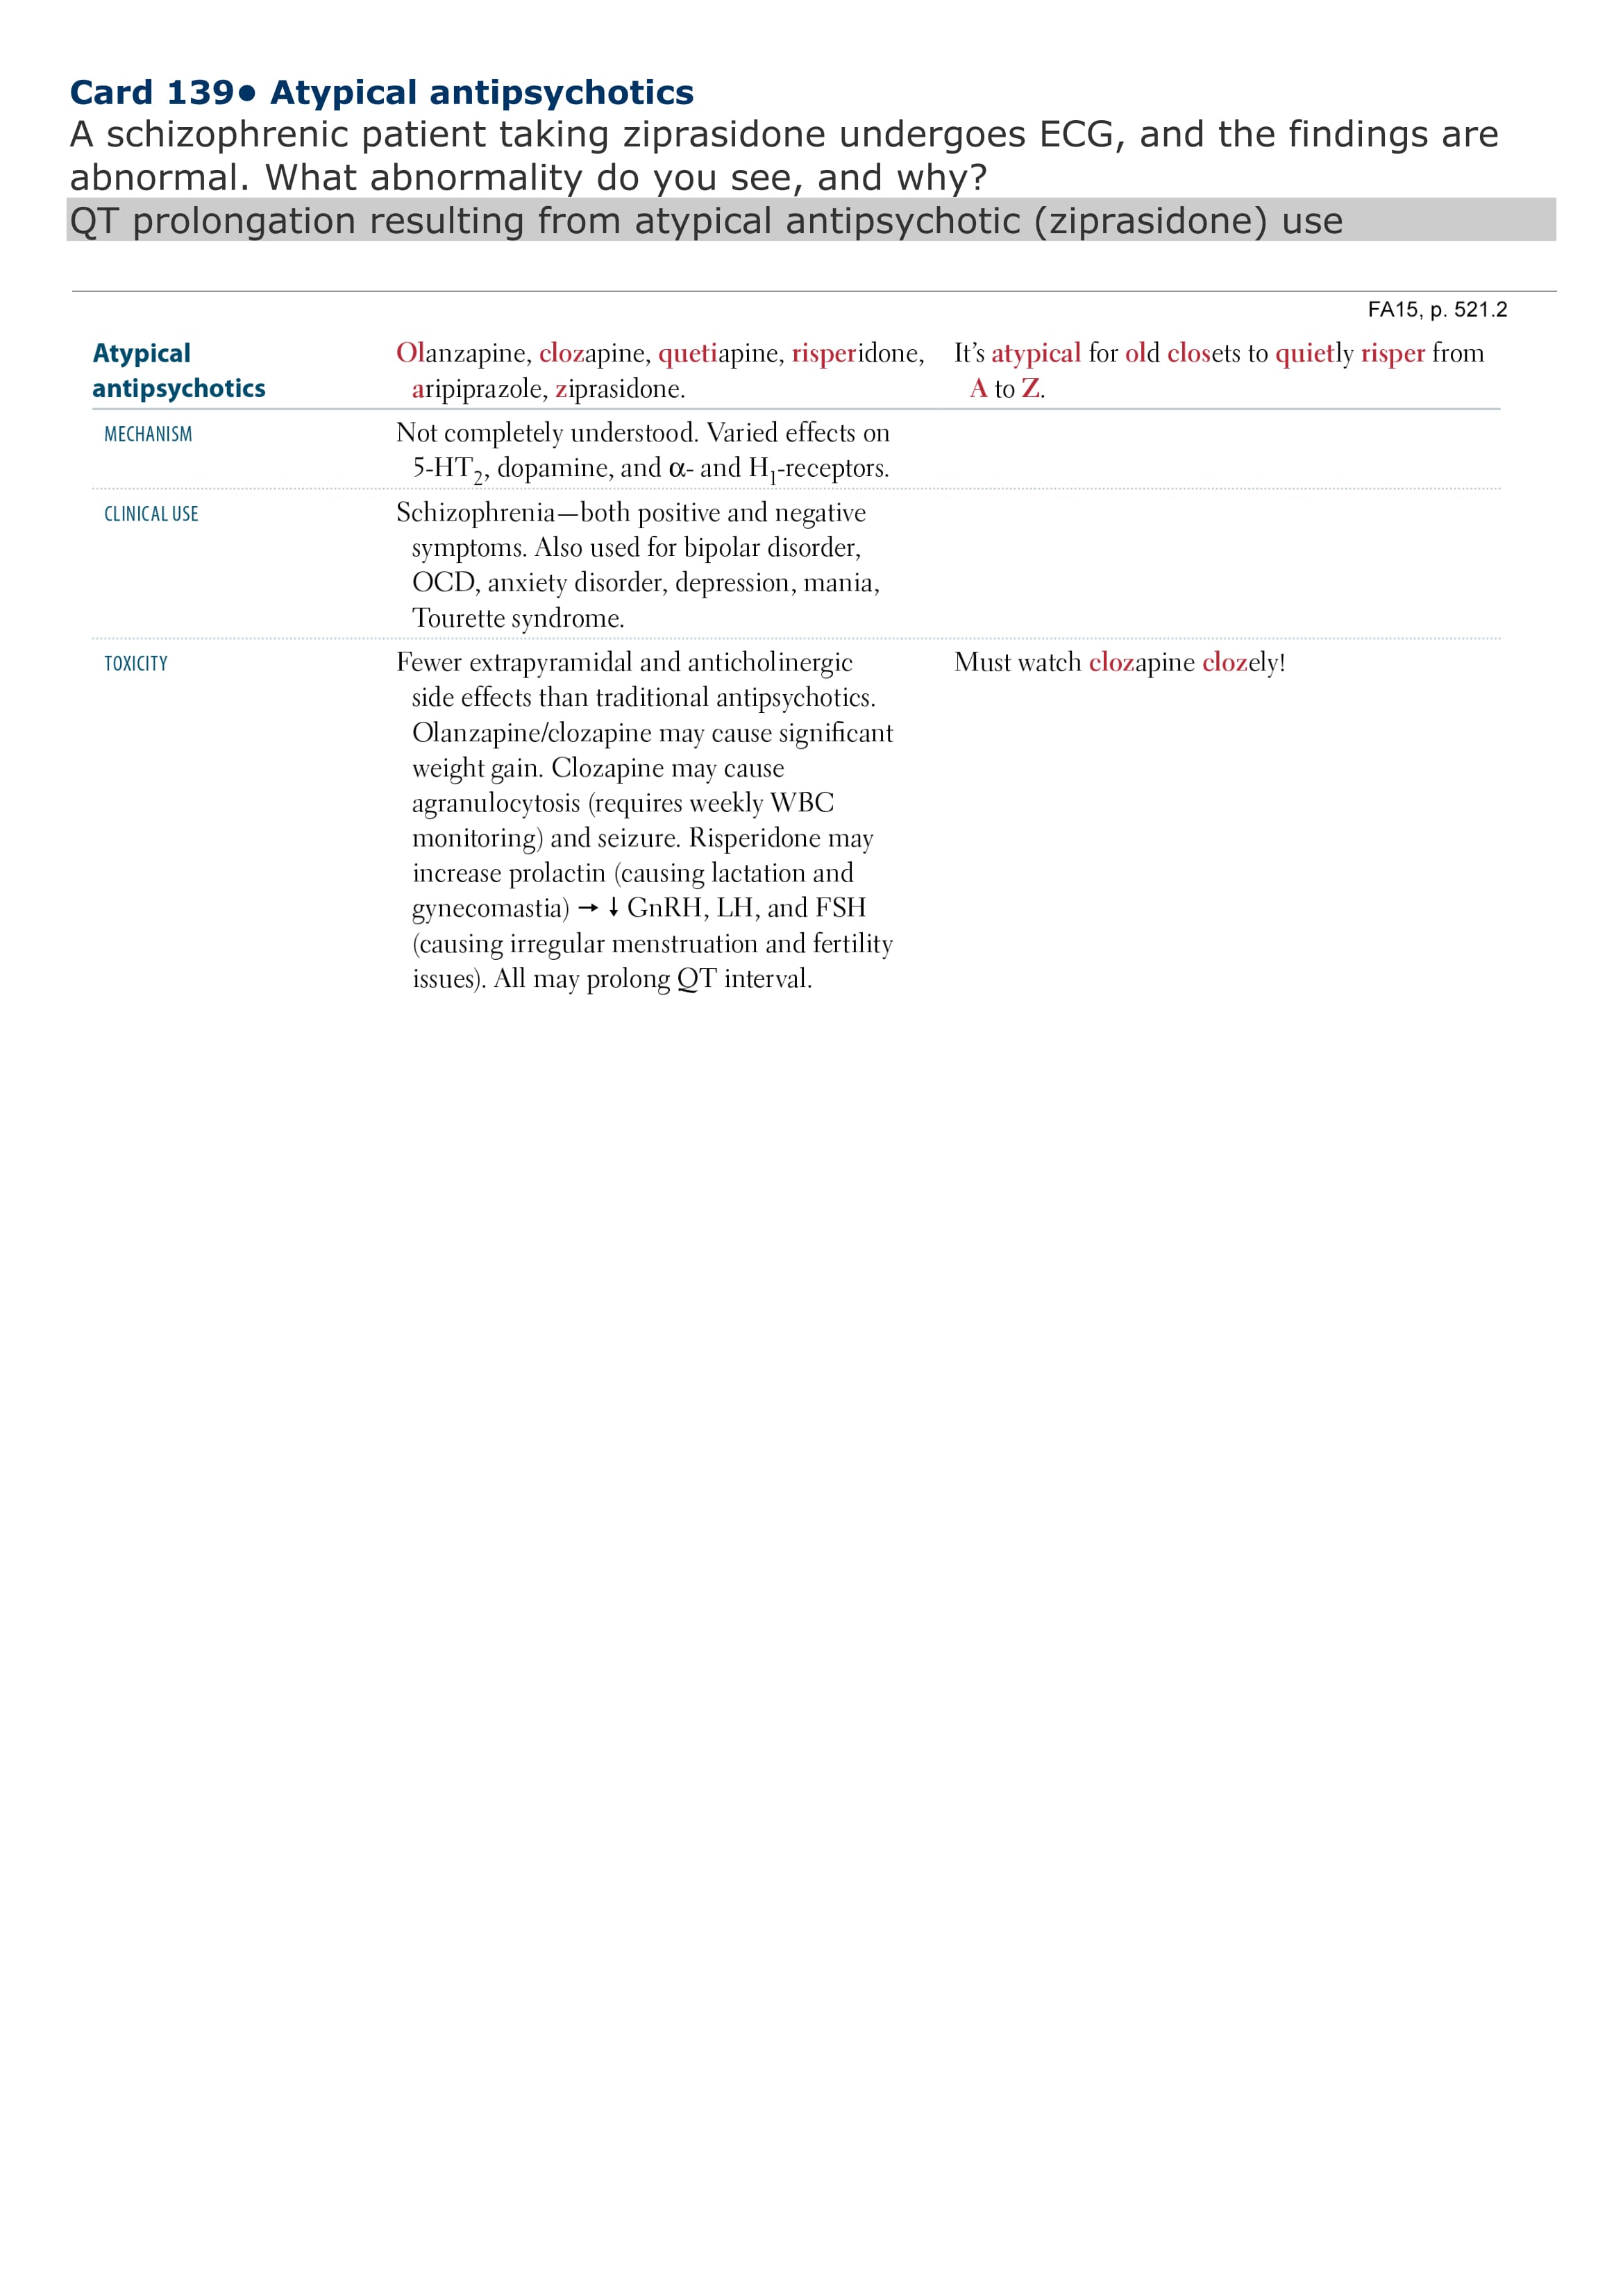 Card 139• Atypical antipsychotics
A schizophrenic patient taking ziprasidone undergoes ECG, and the findings are
abnormal. What abnormality do you see, and why?
QT prolongation resulting from atypical antipsychotic (ziprasidone) use
FA15, p. 521.2
Atypical
antipsychotics
Olanzapine, clozapine, quetiapine, risperidone,
aripiprazole, ziprasidone.
It’s atypical for old closets to quietly risper from
A to Z.
MECHANISM
Not completely understood. Varied effects on
5-HT₂, dopamine, and α- and H₁-receptors.
CLINICAL USE
Schizophrenia—both positive and negative
symptoms. Also used for bipolar disorder,
OCD, anxiety disorder, depression, mania,
Tourette syndrome.
TOXICITY
Fewer extrapyramidal and anticholinergic
side effects than traditional antipsychotics.
Olanzapine/clozapine may cause significant
weight gain. Clozapine may cause
agranulocytosis (requires weekly WBC
monitoring) and seizure. Risperidone may
increase prolactin (causing lactation and
gynecomastia) → ↓ GnRH, LH, and FSH
(causing irregular menstruation and fertility
issues). All may prolong QT interval.
Must watch clozapine clozely!